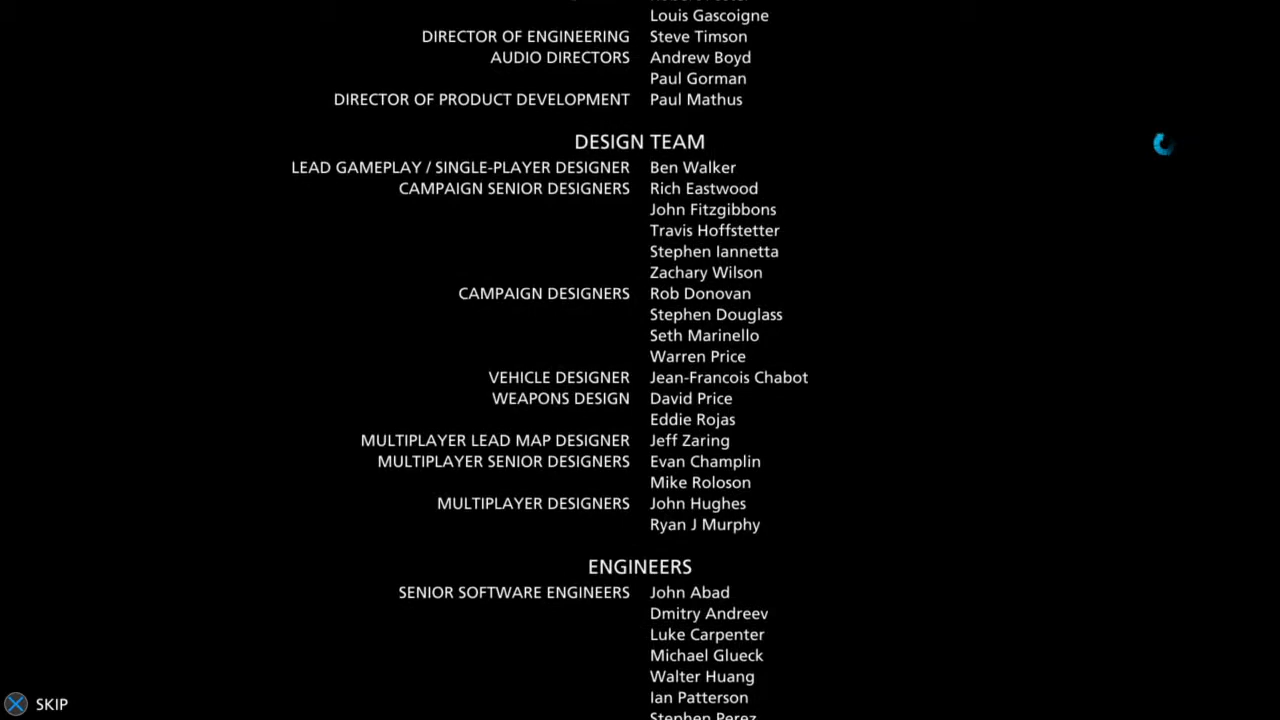 Louis Gascoigne
DIRECTOR OF ENGINEERING Steve Timson
AUDIO DIRECTORS Andrew Boyd
Paul Gorman
DIRECTOR OF PRODUCT DEVELOPMENT Paul Mathus
DESIGN TEAM
LEAD GAMEPLAY / SINGLE-PLAYER DESIGNER Ben Walker
CAMPAIGN SENIOR DESIGNERS Rich Eastwood
John Fitzgibbons
Travis Hoffstetter
Stephen Iannetta
Zachary Wilson
CAMPAIGN DESIGNERS Rob Donovan
Stephen Douglass
Seth Marinello
Warren Price
VEHICLE DESIGNER Jean-Francois Chabot
WEAPONS DESIGN David Price
Eddie Rojas
MULTIPLAYER LEAD MAP DESIGNER Jeff Zaring
MULTIPLAYER SENIOR DESIGNERS Evan Champlin
Mike Roloson
MULTIPLAYER DESIGNERS John Hughes
Ryan J Murphy
ENGINEERS
SENIOR SOFTWARE ENGINEERS John Abad
Dmitry Andreev
Luke Carpenter
Michael Glueck
Walter Huang
Ian Patterson
Stephen Perez
SKIP